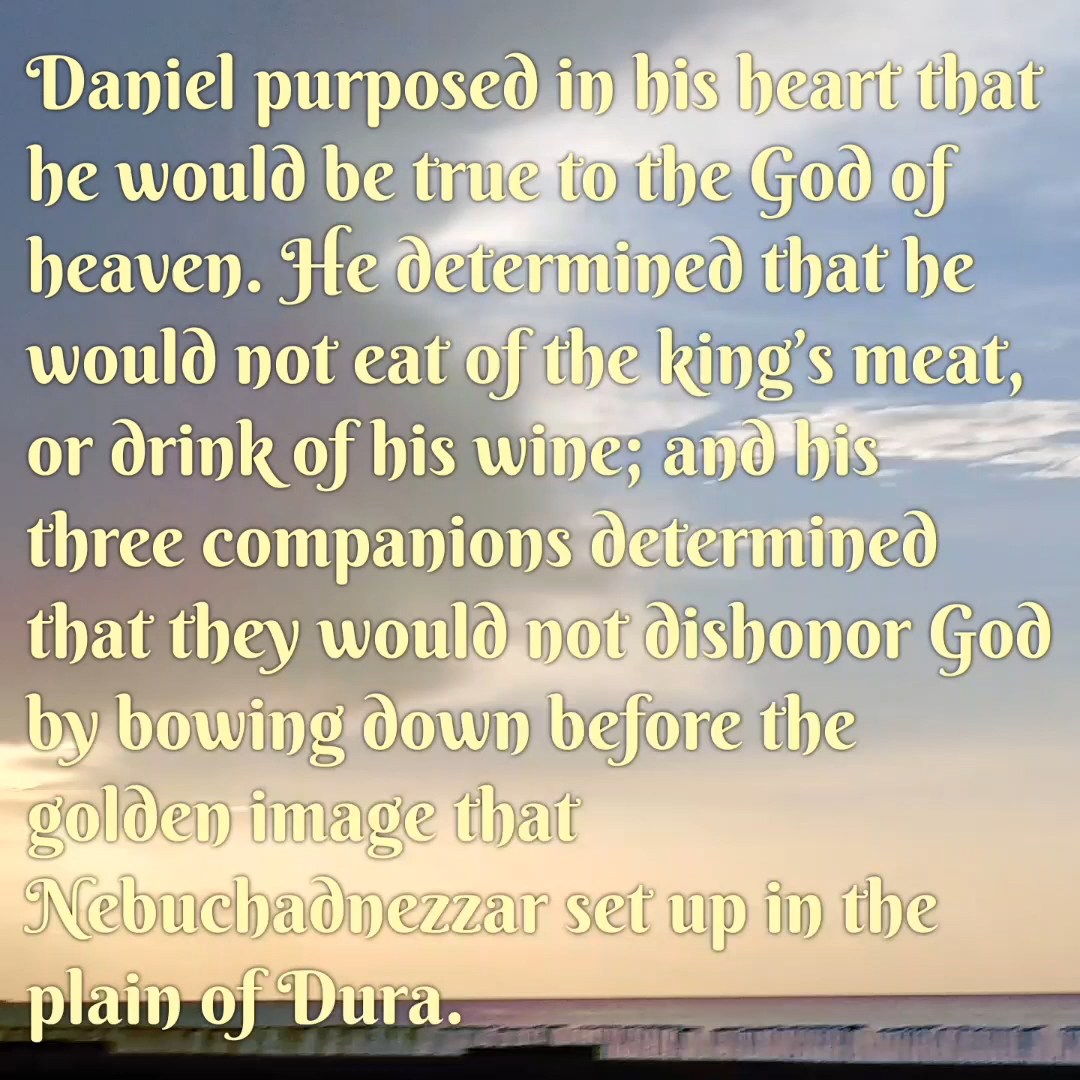 Daniel purposed in his heart that
he would be true to the God of
heaven. He determined that he
would not eat of the king’s meat,
or drink of his wine; and his
three companions determined
that they would not dishonor God
by bowing down before the
golden image that
Nebuchadnezzar set up in the
plain of Dura.